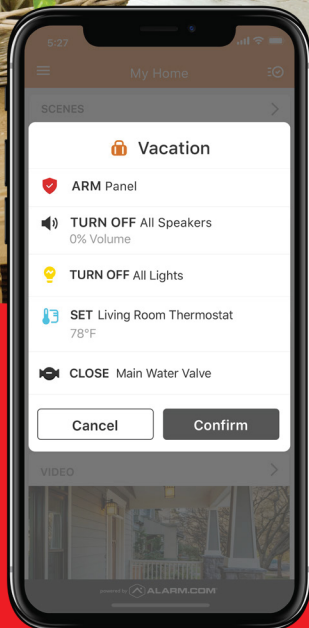 5:27
My Home
SCENES
Vacation
ARM Panel
TURN OFF All Speakers
0% Volume
TURN OFF All Lights
SET Living Room Thermostat
78°F
CLOSE Main Water Valve
Cancel
Confirm
VIDEO
powered by ALARM.COM